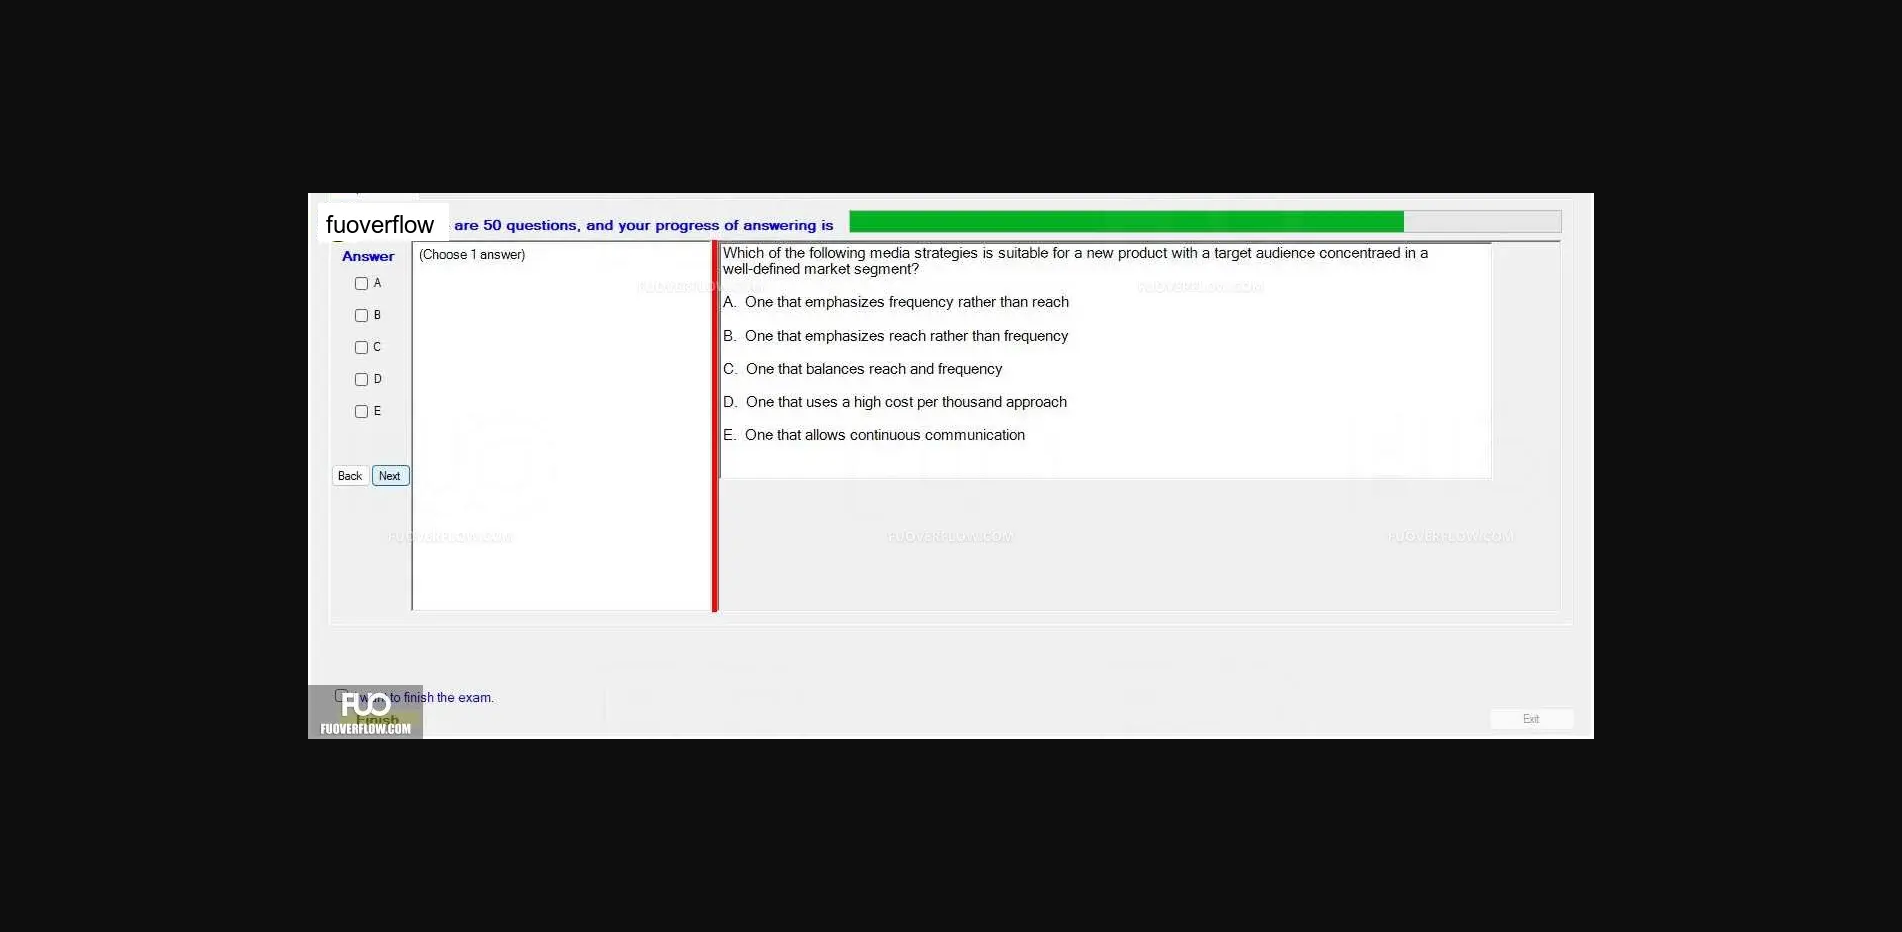 fuoverflow are 50 questions, and your progress of answering is
Answer
(Choose 1 answer)
A
B
C
D
E
Back Next
Which of the following media strategies is suitable for a new product with a target audience concentraed in a
well-defined market segment?
A. One that emphasizes frequency rather than reach
B. One that emphasizes reach rather than frequency
C. One that balances reach and frequency
D. One that uses a high cost per thousand approach
E. One that allows continuous communication
FUOVERFLOW.COM
FUOVERFLOW.COM
FUOVERFLOW.COM
FUOVERFLOW.COM
FUOVERFLOW.COM
want to finish the exam.
FUO
Finish
FUOVERFLOW.COM
Exit